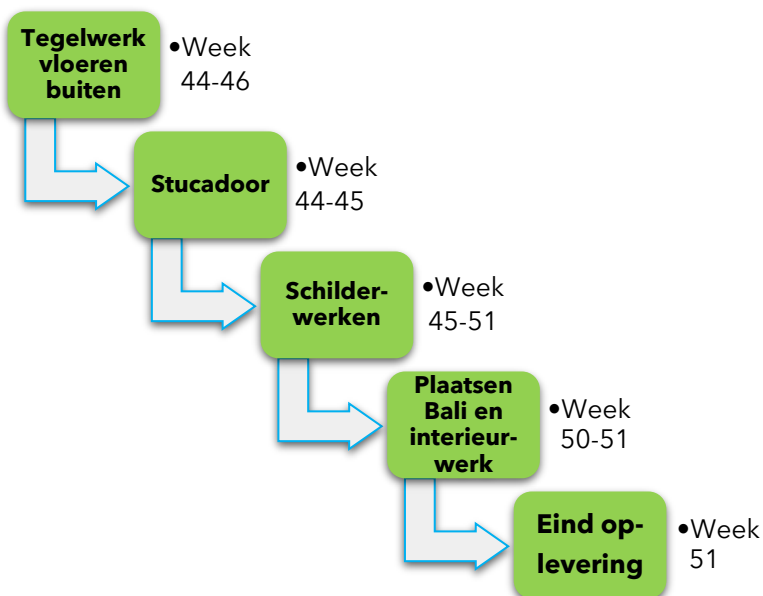 Tegelwerk
vloeren
buiten
•Week
44-46
Stucadoor
•Week
44-45
Schilder-
werken
•Week
45-51
Plaatsen
Bali en
interieur-
werk
•Week
50-51
Eind op-
levering
•Week
51